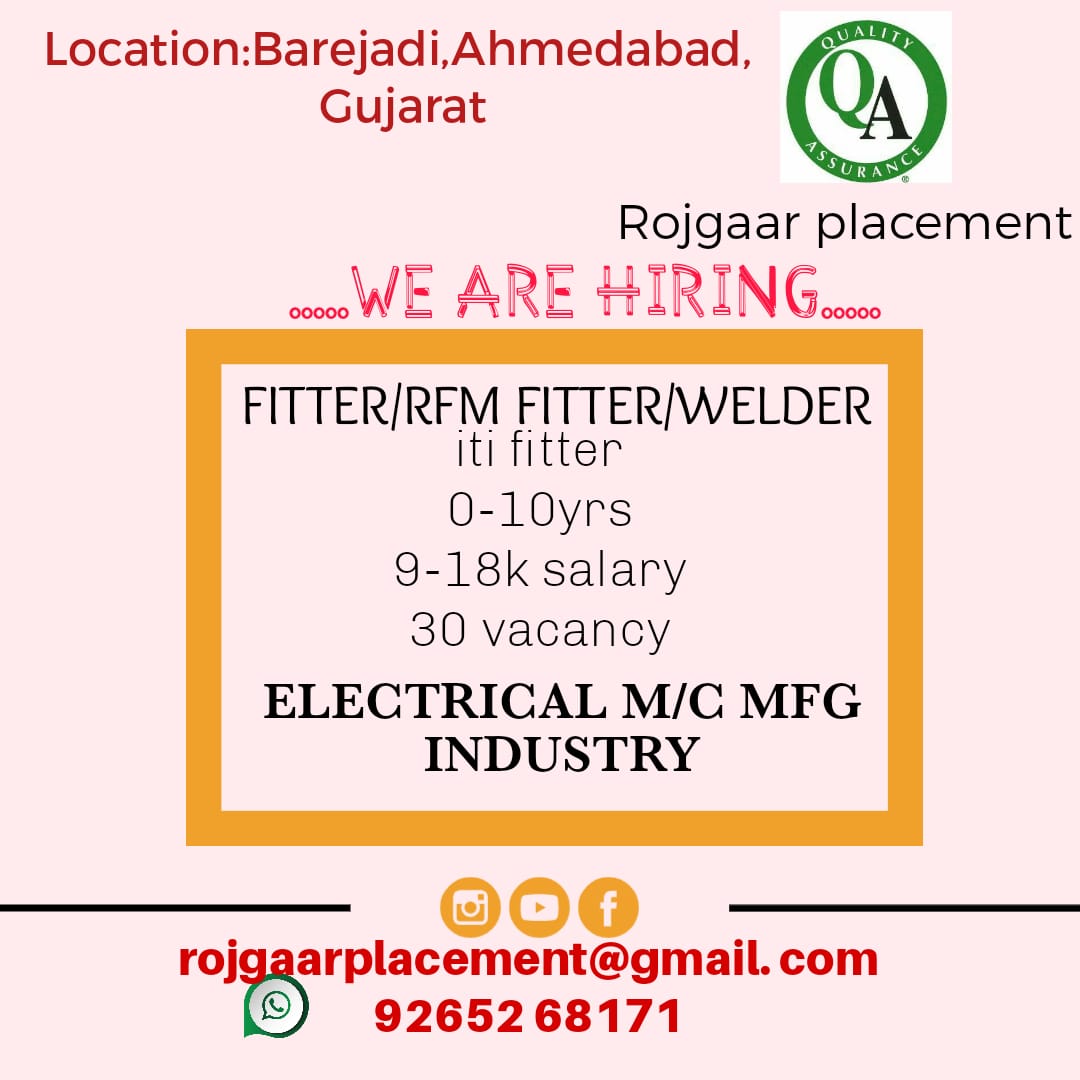 Location:Barejadi,Ahmedabad,
Gujarat
QUALITY
QA
ASSURANCE
®
Rojgaar placement
.....WE ARE HIRING.....
FITTER/RFM FITTER/WELDER
iti fitter
0-10yrs
9-18k salary
30 vacancy
ELECTRICAL M/C MFG
INDUSTRY
rojgaarplacement@gmail. com
92652 68171